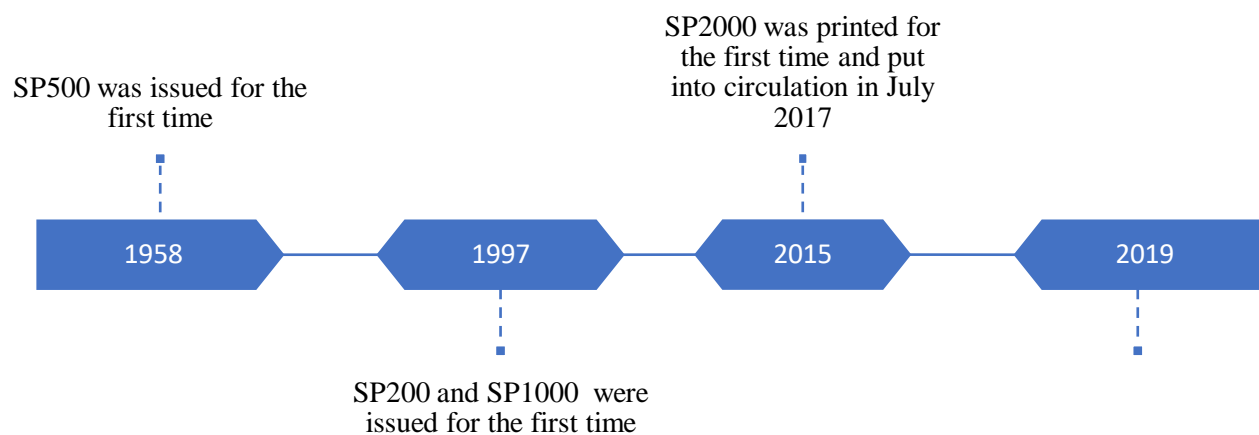 SP2000 was printed for
the first time and put
into circulation in July
2017
SP500 was issued for the
first time
1958
1997
2015
2019
SP200 and SP1000  were
issued for the first time